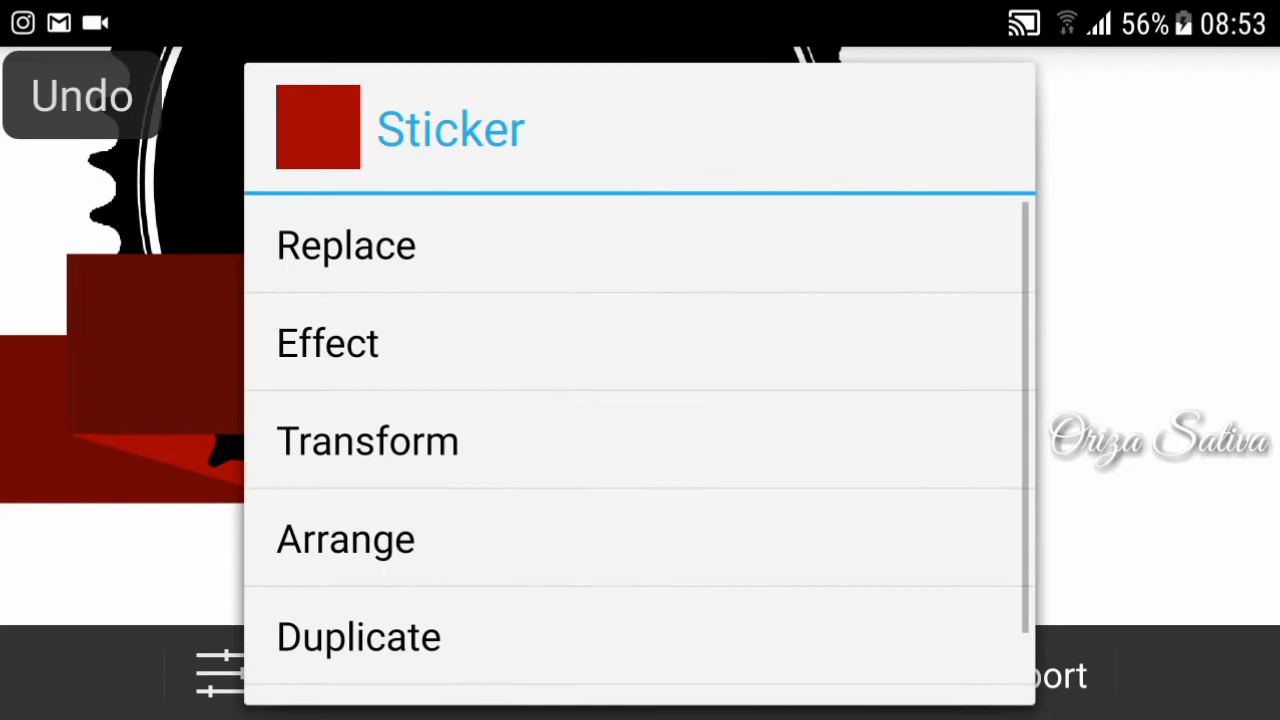 56% 08:53
Undo
Sticker
Replace
Effect
Transform
Arrange
Oriza Sativa
Duplicate
port